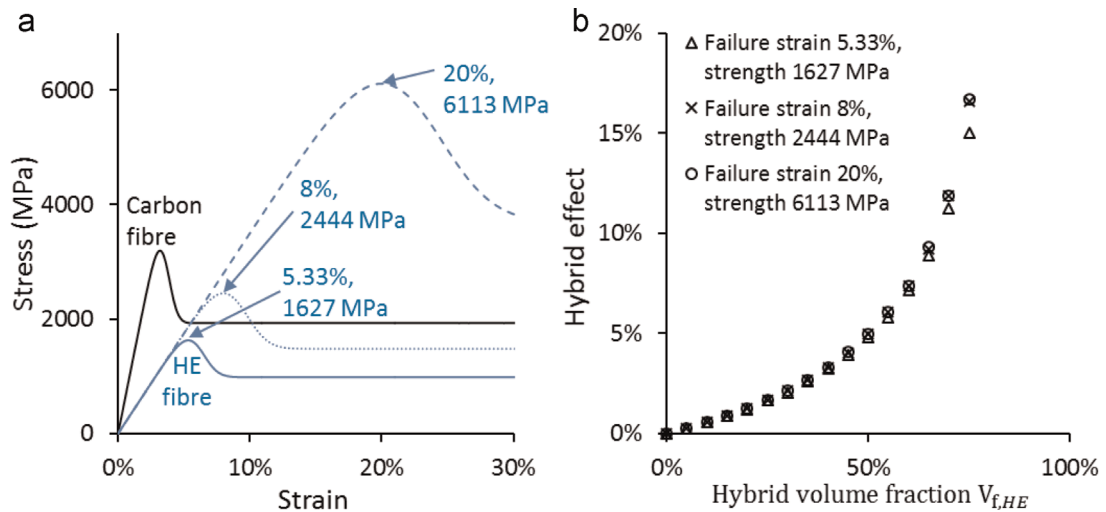 a
6000
4000
2000
0
Stress (MPa)
0%
10%
20%
30%
Strain
Carbon
fibre
20%,
6113 MPa
8%,
2444 MPa
5.33%,
1627 MPa
HE
fibre
b
20%
15%
10%
5%
0%
Hybrid effect
0%
50%
100%
Hybrid volume fraction Vf,HE
Failure strain 5.33%,
strength 1627 MPa
Failure strain 8%,
strength 2444 MPa
Failure strain 20%,
strength 6113 MPa